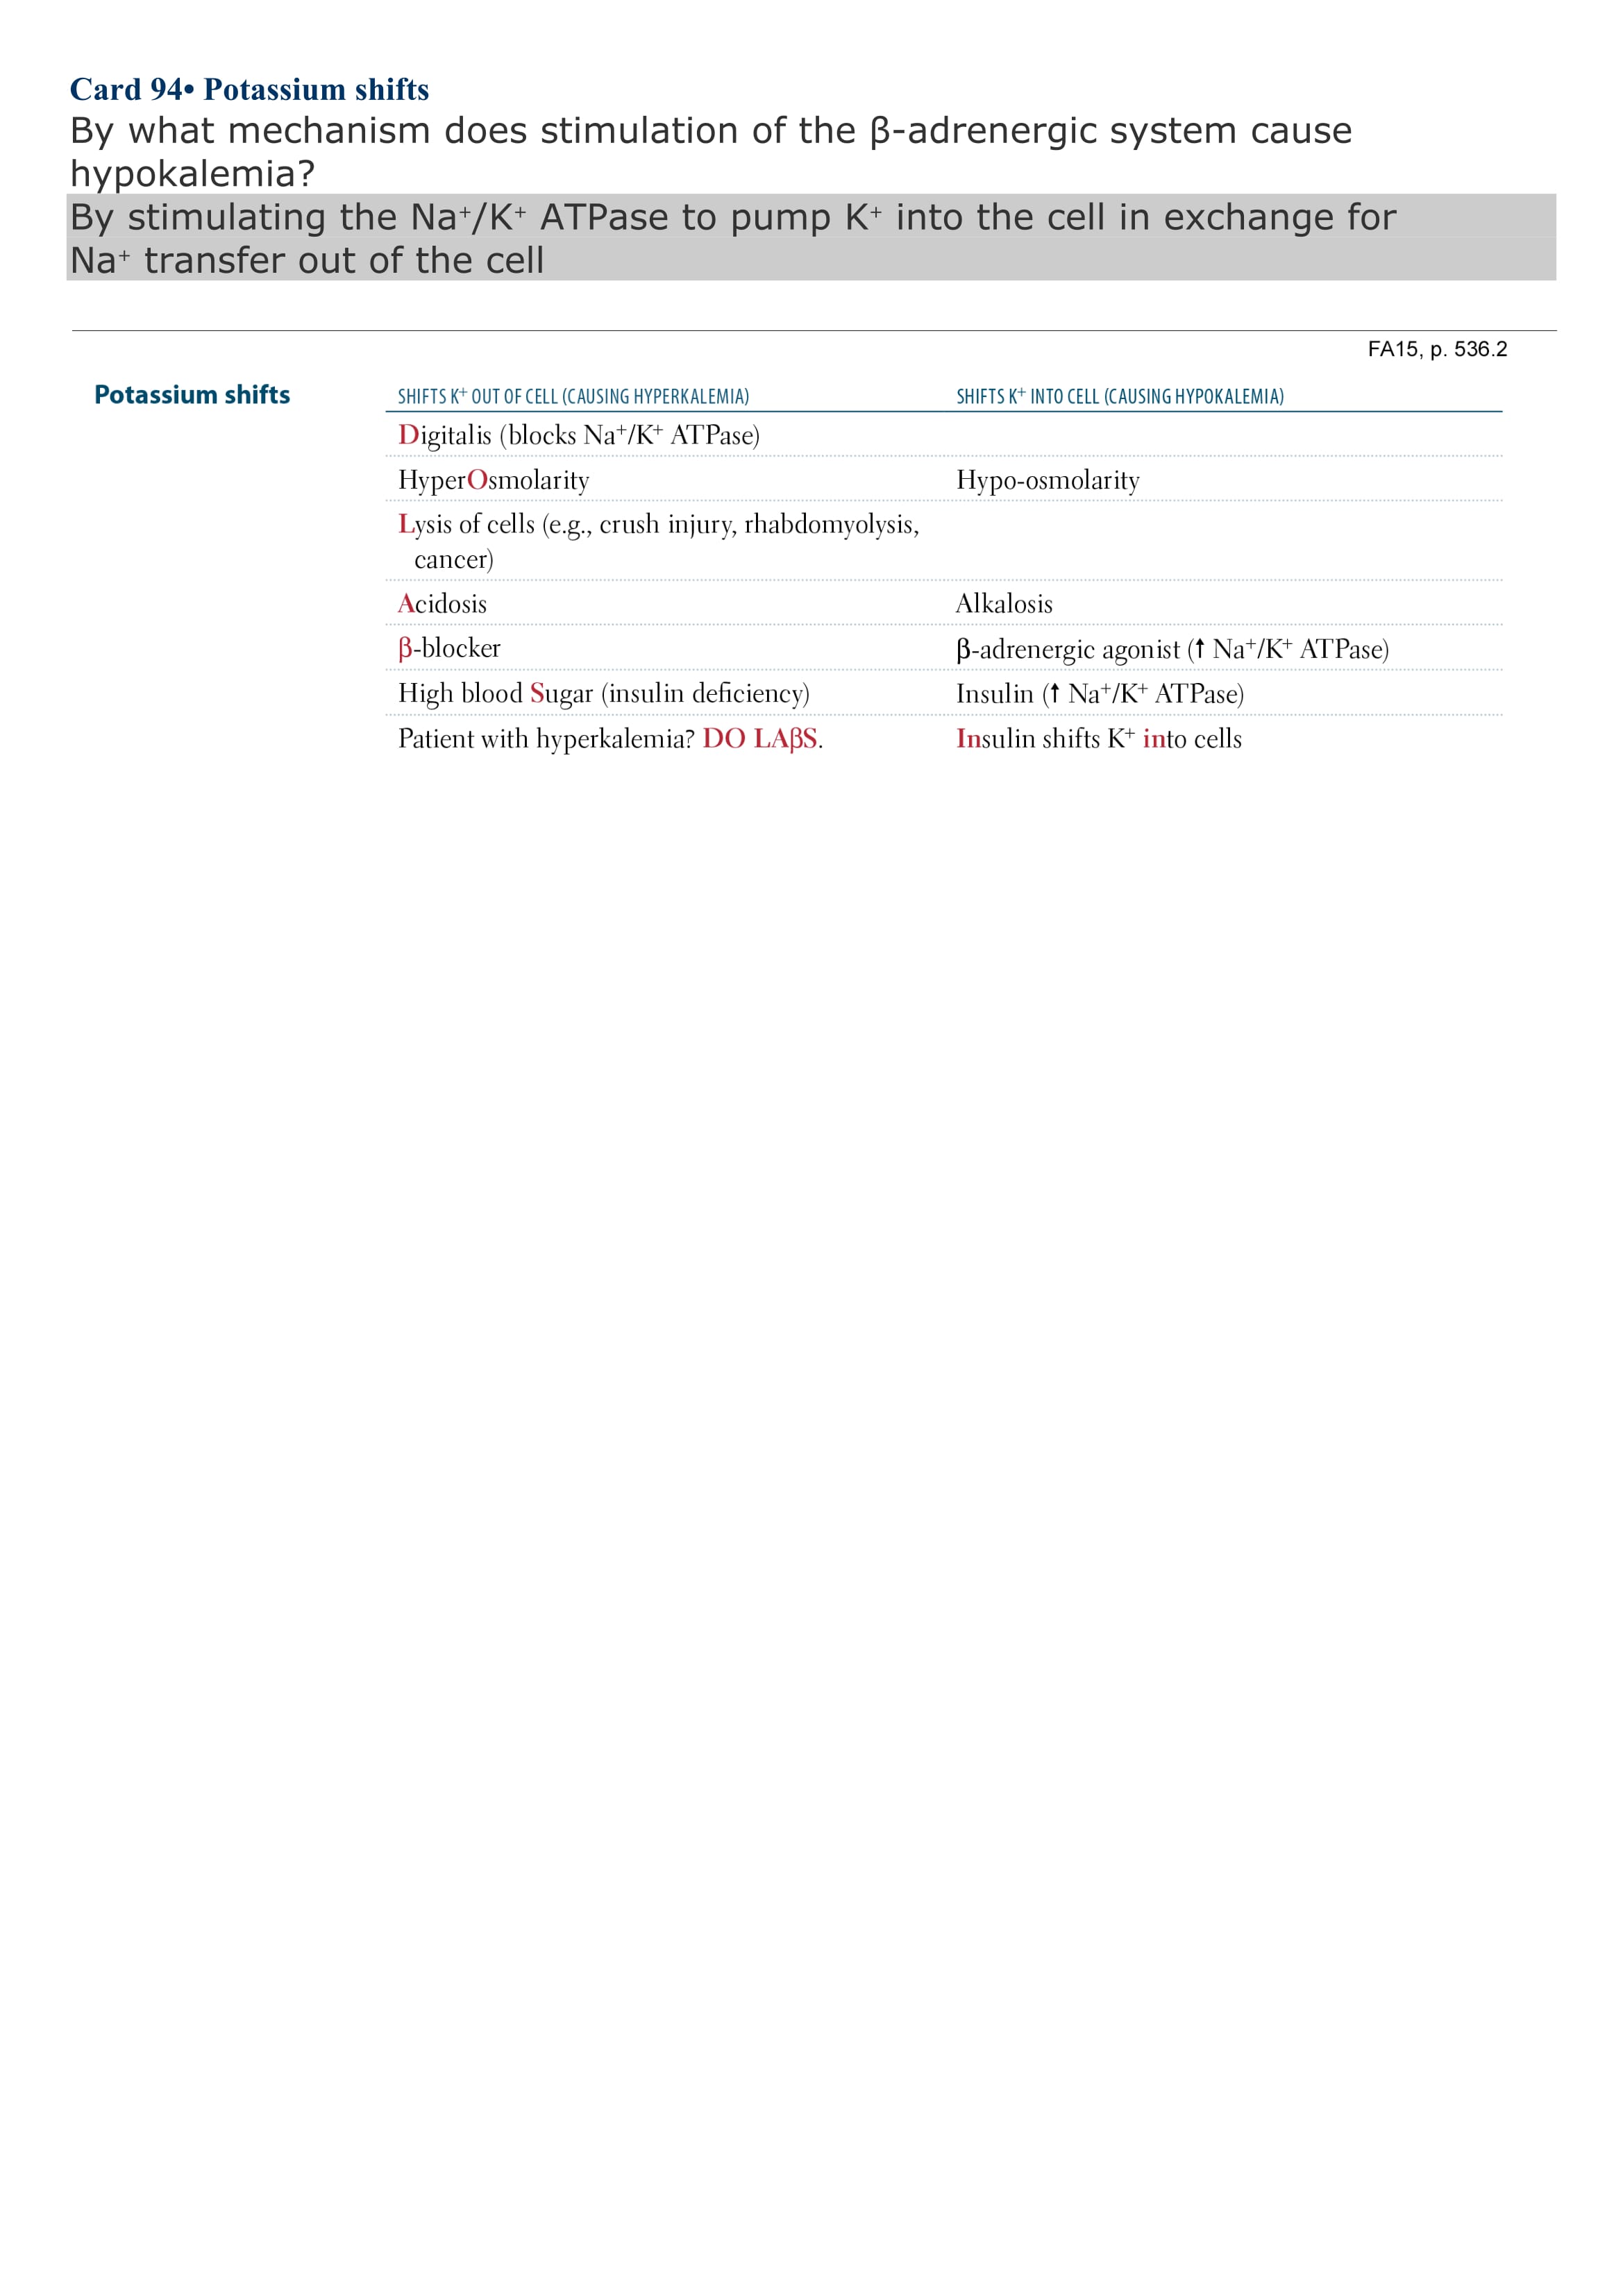 Card 94• Potassium shifts
By what mechanism does stimulation of the β-adrenergic system cause
hypokalemia?
By stimulating the Na⁺/K⁺ ATPase to pump K⁺ into the cell in exchange for
Na⁺ transfer out of the cell
FA15, p. 536.2
Potassium shifts
SHIFTS K⁺ OUT OF CELL (CAUSING HYPERKALEMIA) SHIFTS K⁺ INTO CELL (CAUSING HYPOKALEMIA)
Digitalis (blocks Na⁺/K⁺ ATPase)
HyperOsmolarity Hypo-osmolarity
Lysis of cells (e.g., crush injury, rhabdomyolysis,
cancer)
Acidosis Alkalosis
β-blocker β-adrenergic agonist (↑ Na⁺/K⁺ ATPase)
High blood Sugar (insulin deficiency) Insulin (↑ Na⁺/K⁺ ATPase)
Patient with hyperkalemia? DO LAβS. Insulin shifts K⁺ into cells